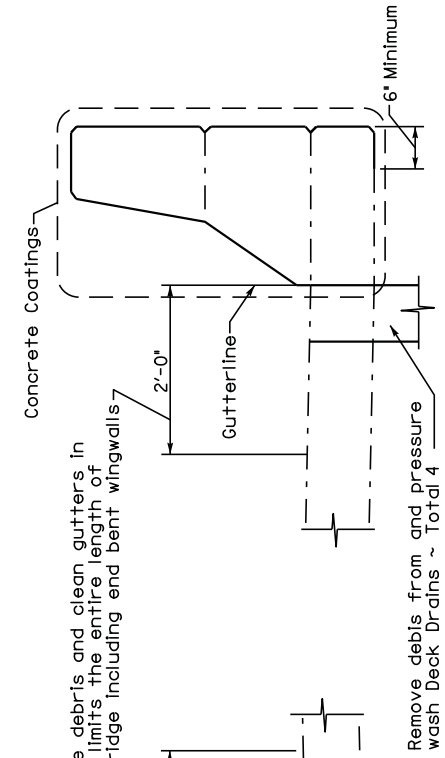 Concrete Coatings
6" Minimum
2'-0"
Gutterline
debris and clean gutters in
limits the entire length of
including end bent wingwalls
Remove debis from and pressure
wash Deck Drains ~ Total 4